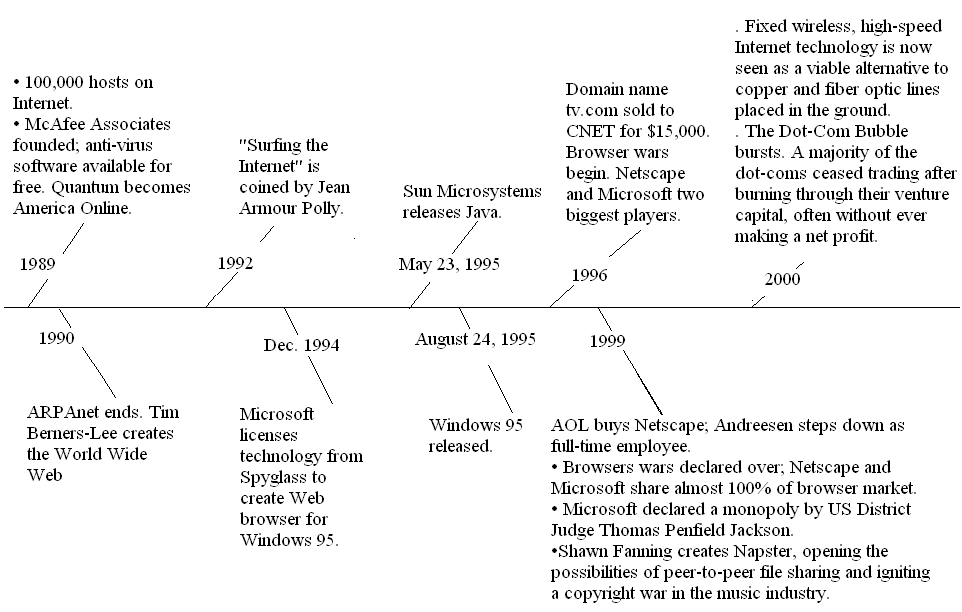 • 100,000 hosts on
Internet.
• McAfee Associates
founded; anti-virus
software available for
free. Quantum becomes
America Online.
1989
1990
ARPAnet ends. Tim
Berners-Lee creates
the World Wide
Web
"Surfing the
Internet" is
coined by Jean
Armour Polly.
1992
Dec. 1994
Microsoft
licenses
technology from
Spyglass to
create Web
browser for
Windows 95.
Sun Microsystems
releases Java.
May 23, 1995
August 24, 1995
Windows 95
released.
Domain name
tv.com sold to
CNET for $15,000.
Browser wars
begin. Netscape
and Microsoft two
biggest players.
1996
1999
AOL buys Netscape; Andreesen steps down as
full-time employee.
• Browsers wars declared over; Netscape and
Microsoft share almost 100% of browser market.
• Microsoft declared a monopoly by US District
Judge Thomas Penfield Jackson.
•Shawn Fanning creates Napster, opening the
possibilities of peer-to-peer file sharing and igniting
a copyright war in the music industry.
. Fixed wireless, high-speed
Internet technology is now
seen as a viable alternative to
copper and fiber optic lines
placed in the ground.
. The Dot-Com Bubble
bursts. A majority of the
dot-coms ceased trading after
burning through their venture
capital, often without ever
making a net profit.
2000